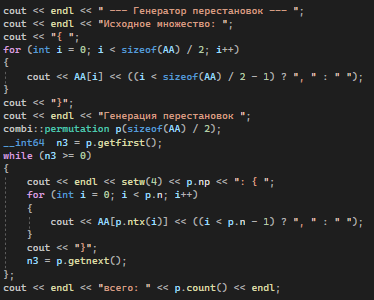 cout << endl << " --- Генератор перестановок --- ";
cout << endl << "Исходное множество: ";
cout << "{ ";
for (int i = 0; i < sizeof(AA) / 2; i++)
{
    cout << AA[i] << ((i < sizeof(AA) / 2 - 1) ? ", " : " ");
}
cout << "}";
cout << endl << "Генерация перестановок ";
combi::permutation p(sizeof(AA) / 2);
__int64  n3 = p.getfirst();
while (n3 >= 0)
{
    cout << endl << setw(4) << p.np << ": { ";
    for (int i = 0; i < p.n; i++)
    {
        cout << AA[p.ntx(i)] << ((i < p.n - 1) ? ", " : " ");
    }
    cout << "}";
    n3 = p.getnext();
};
cout << endl << "всего: " << p.count() << endl;